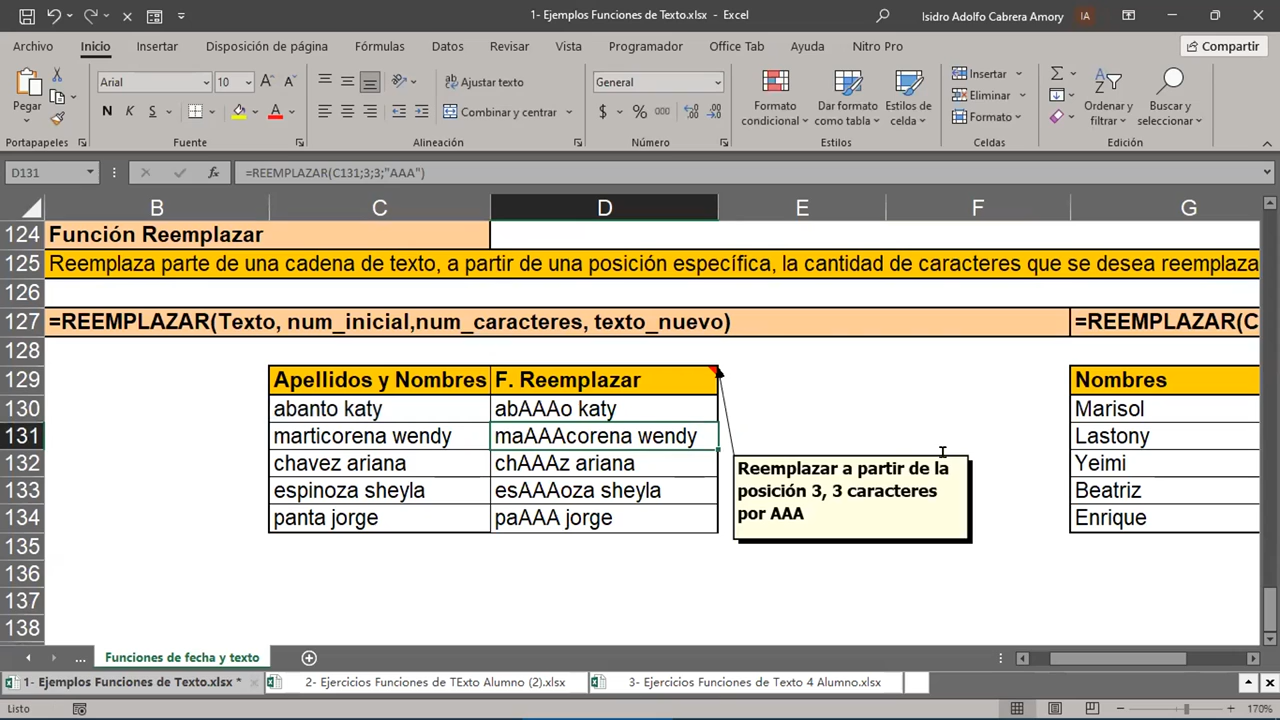 1- Ejemplos Funciones de Texto.xlsx - Excel
Isidro Adolfo Cabrera Amory IA
Archivo Inicio Insertar Disposición de página Fórmulas Datos Revisar Vista Programador Office Tab Ayuda Nitro Pro Compartir
Pegar
Arial 10
N K S
Ajustar texto
Combinar y centrar
General
$ % 000
Formato condicional
Dar formato como tabla
Estilos de celda
Insertar
Eliminar
Formato
Ordenar y filtrar
Buscar y seleccionar
Portapapeles Fuente Alineación Número Estilos Celdas Edición
D131 fx =REEMPLAZAR(C131;3;3;"AAA")
B C D E F G
124 Función Reemplazar
125 Reemplaza parte de una cadena de texto, a partir de una posición específica, la cantidad de caracteres que se desea reemplaza
126
127 =REEMPLAZAR(Texto, num_inicial,num_caracteres, texto_nuevo) =REEMPLAZAR(C
128
129 Apellidos y Nombres F. Reemplazar Nombres
130 abanto katy abAAAo katy Marisol
131 marticorena wendy maAAAcorena wendy Lastony
132 chavez ariana chAAAz ariana Yeimi
133 espinoza sheyla esAAAoza sheyla Beatriz
134 panta jorge paAAA jorge Enrique
Reemplazar a partir de la
posición 3, 3 caracteres
por AAA
135
136
137
138
... Funciones de fecha y texto
1- Ejemplos Funciones de Texto.xlsx * 2- Ejercicios Funciones de TExto Alumno (2).xlsx 3- Ejercicios Funciones de Texto 4 Alumno.xlsx
Listo 170%